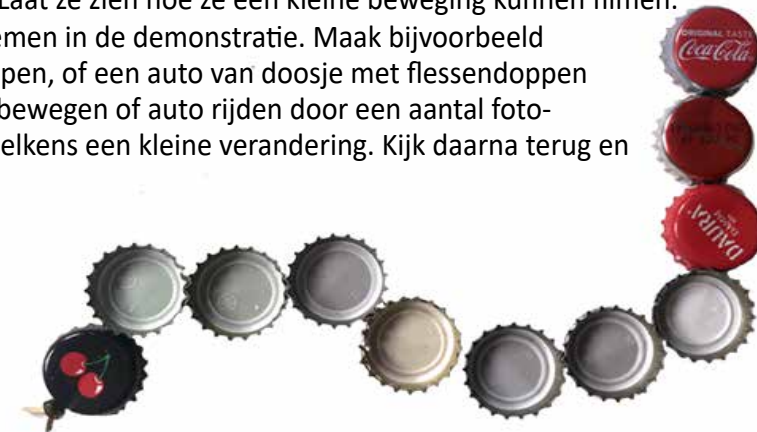 Laat ze zien hoe ze een kleine beweging kunnen filmen.
emen in de demonstratie. Maak bijvoorbeeld
pen, of een auto van doosje met flessendoppen
bewegen of auto rijden door een aantal foto-
elkens een kleine verandering. Kijk daarna terug en
ORIGINAL TASTE
Coca-Cola
DAURA
DAMM